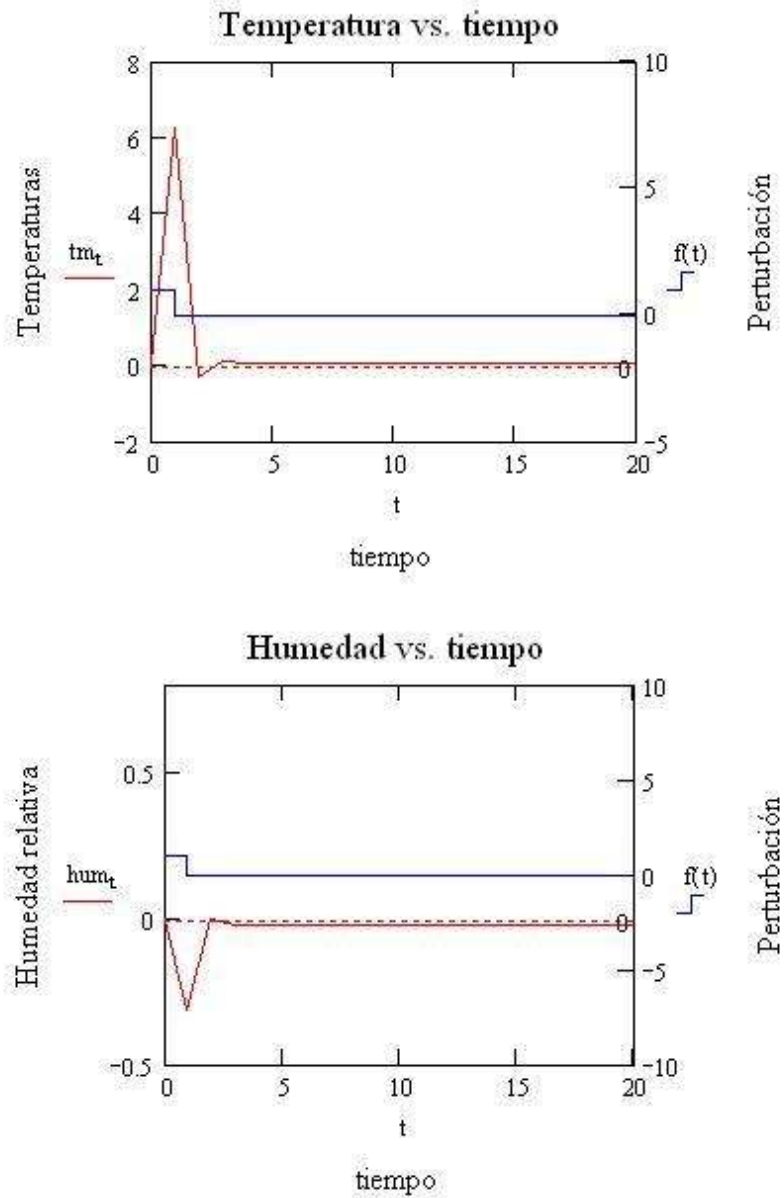 Temperatura vs. tiempo
8
6
4
2
0
−2
Temperaturas
tm_t
10
5
0
−5
f(t)
Perturbación
0
0
5
10
15
20
t
tiempo
Humedad vs. tiempo
0.5
0
−0.5
Humedad relativa
hum_t
10
5
0
−5
−10
f(t)
Perturbación
0
0
5
10
15
20
t
tiempo